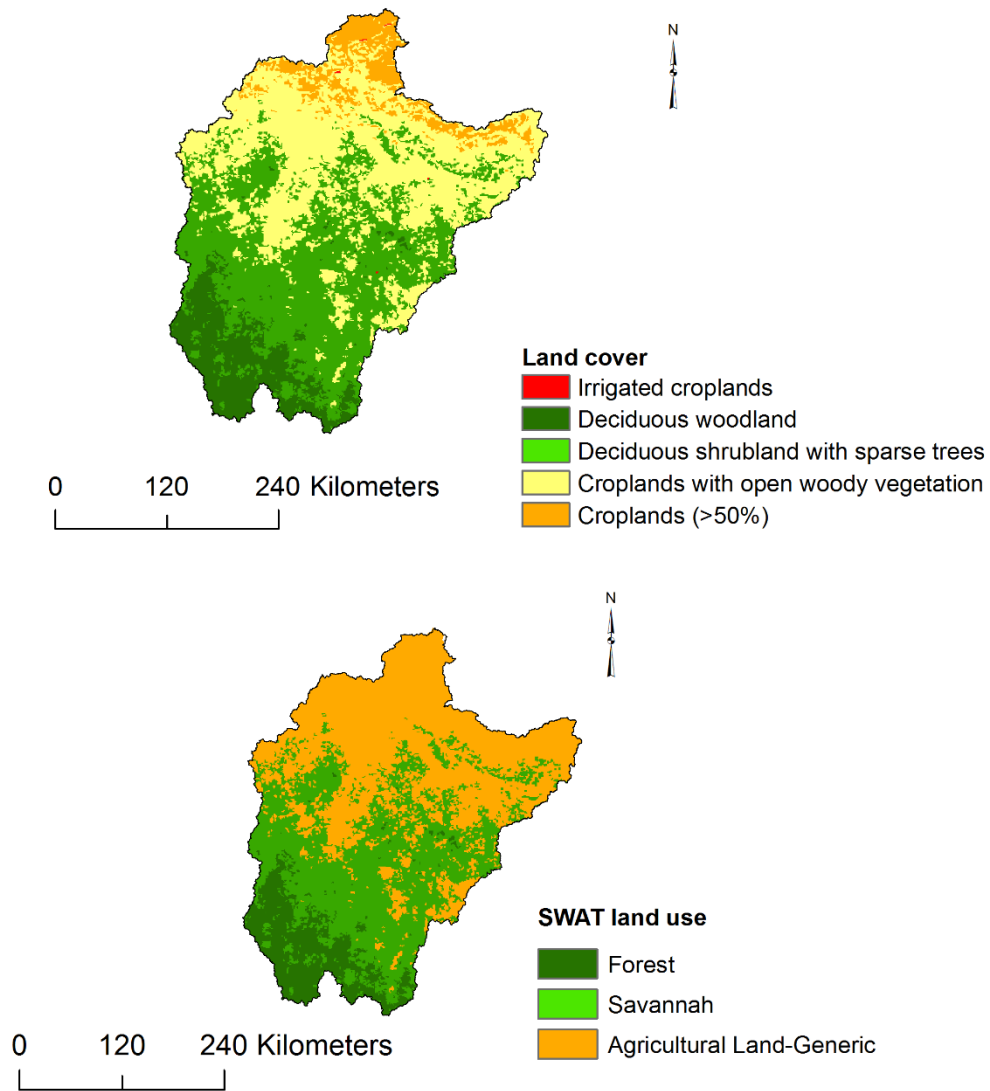 N
Land cover
Irrigated croplands
Deciduous woodland
Deciduous shrubland with sparse trees
Croplands with open woody vegetation
Croplands (>50%)
0 120 240 Kilometers
N
SWAT land use
Forest
Savannah
Agricultural Land-Generic
0 120 240 Kilometers